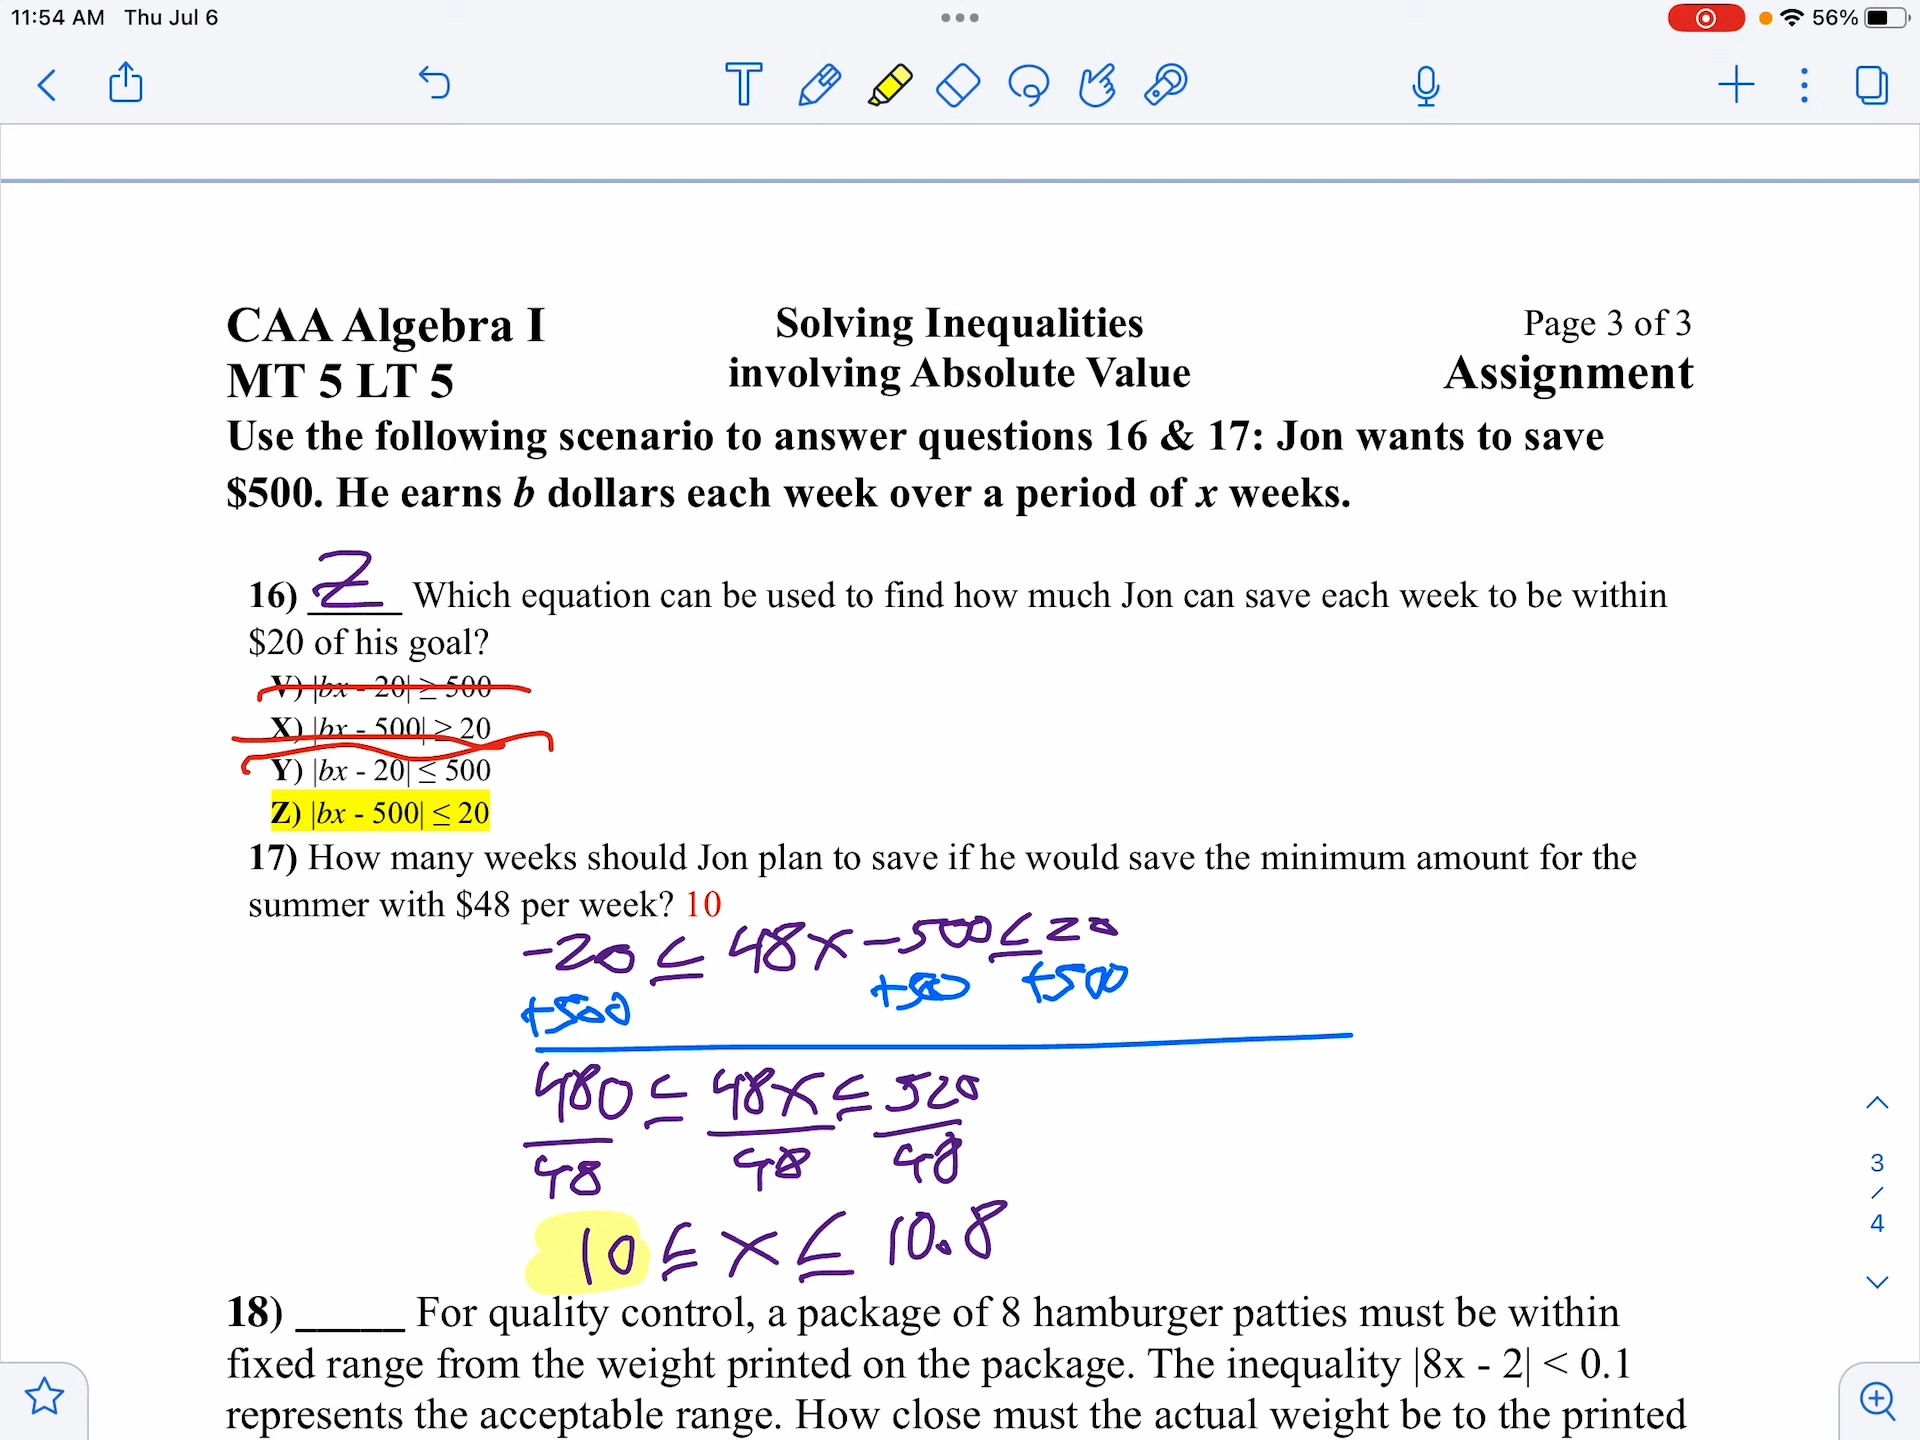 11:54 AM Thu Jul 6
56%
CAA Algebra I
MT 5 LT 5
Solving Inequalities
involving Absolute Value
Page 3 of 3
Assignment
Use the following scenario to answer questions 16 & 17: Jon wants to save
$500. He earns b dollars each week over a period of x weeks.
16) Z Which equation can be used to find how much Jon can save each week to be within
$20 of his goal?
V) |bx - 20| ≥ 500
X) |bx - 500| ≥ 20
Y) |bx - 20| ≤ 500
Z) |bx - 500| ≤ 20
17) How many weeks should Jon plan to save if he would save the minimum amount for the
summer with $48 per week? 10
-20 ≤ 48x - 500 ≤ 20
+500 +500 +500
480 ≤ 48x ≤ 520
48 48 48
10 ≤ x ≤ 10.8
3
/
4
18) _____ For quality control, a package of 8 hamburger patties must be within
fixed range from the weight printed on the package. The inequality |8x - 2| < 0.1
represents the acceptable range. How close must the actual weight be to the printed